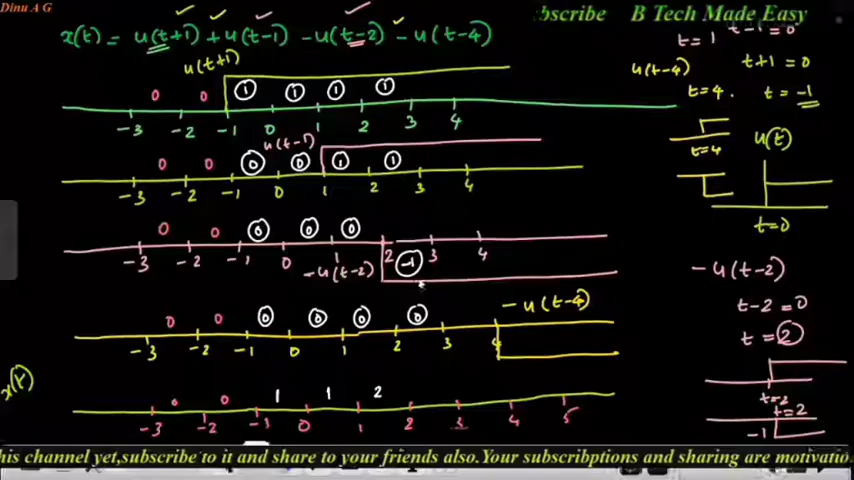 Dinu A G
bscribe B Tech Made Easy
x(t) = u(t+1) + u(t-1) - u(t-2) - u(t-4)
t=1 t-1=0
u(t+1)
u(t-4) t+1=0
t=4. t=-1
0 0 1 1 1 1
-3 -2 -1 0 1 2 3 4
t=4 u(t)
u(t-1)
0 0 0 0 1 1
-3 -2 -1 0 1 2 3 4
t=0
0 0 0 0 0
-3 -2 -1 0 1 2 3 4
-u(t-2) -1
-u(t-2)
t-2=0
t=2
-u(t-4)
0 0 0 0 0 0
-3 -2 -1 0 1 2 3 4
t=2
t=2
-1
x(t)
0 0 1 1 2
-3 -2 -1 0 1 2 3 4 5
his channel yet,subscribe to it and share to your friends also.Your subscribptions and sharing are motivatio